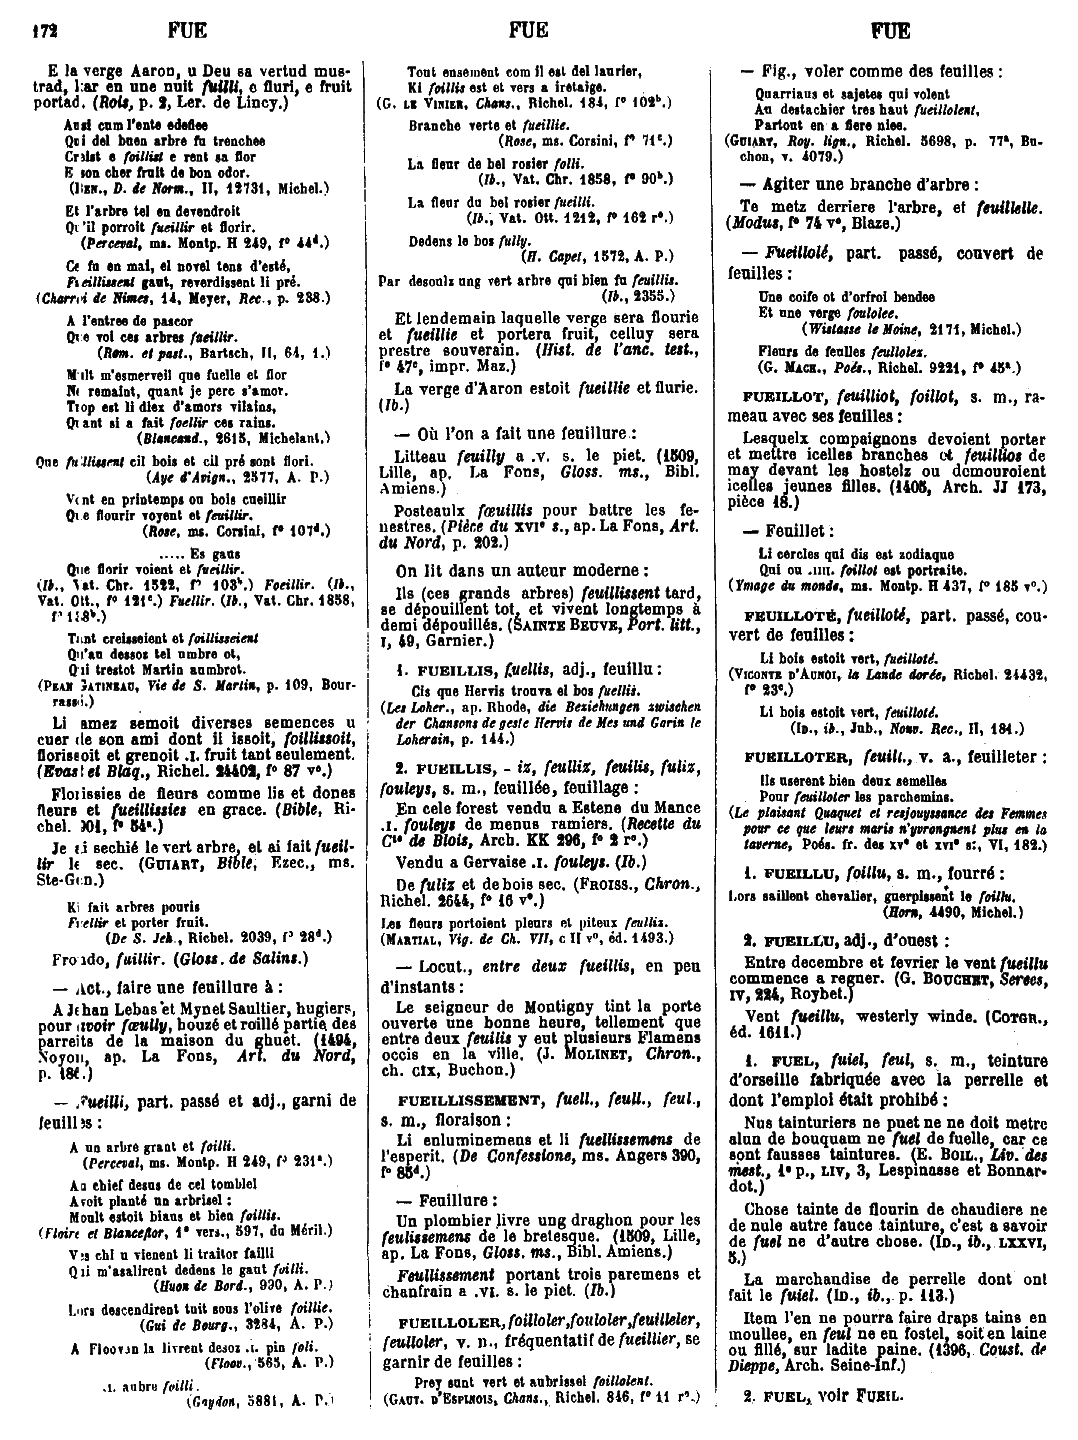 172 FUE FUE FUE
E la verge Aaron, u Deu sa vertud mus-
trad, kar en une nuit fuilli, e fluri, e fruit
portad. (Rois, p. 2, Ler. de Lincy.)
Ausi cum l'ente edeflee
Qui del buen arbre fu trenchee
Creist e foillist e rent sa flor
E son cher fruit de bon odor.
(BEN., D. de Norm., II, 12731, Michel.)
Et l'arbre tel en devendroit
Qu'il porroit fueillir et florir.
(Perceval, ms. Montp. H 249, f° 44d.)
Ce fu en mai, el novel tens d'esté,
Fueillissent gaut, reverdissent li pré.
(Charroi de Nimes, 14, Meyer, Rec., p. 238.)
A l'entree de pascor
Que voi ces arbres fueillir.
(Rom. et past., Bartsch, II, 64, 1.)
Mult m'esmerveil que fuelle et flor
Ne remaint, quant je perc s'amor.
Trop est li diex d'amors vilains,
Quant si a fait foellir ces rains.
(Blancand., 2615, Michelant.)
Que fuillissent cil bois et cil pré sont flori.
(Aye d'Avign., 2577, A. P.)
Vent en printemps ou bois cueillir
Que flourir voyent et feuillir.
(Rose, ms. Corsini, f° 107d.)
..... Es gaus
Que florir voient et fueillir.
(Ib., Vat. Chr. 1522, f° 103b.) Foeillir. (Ib.,
Vat. Ott., f° 121c.) Fuellir. (Ib., Vat. Chr. 1858,
f° 128b.)
Tant creisseient et foillisseient
Qu'an dessoz tel umbre ot,
Qui trestot Martin aumbrot.
(PEAN GATINEAU, Vie de S. Martin, p. 109, Bour-
rassé.)
Li amez semoit diverses semences u
cuer de son ami dont il issoit, foillissoit,
florissoit et grenoit .I. fruit tant seulement.
(Evast et Blaq., Richel. 24402, f° 87 v°.)
Florissies de fleurs comme lis et dones
fleurs et fueillissies en grace. (Bible, Ri-
chel. 901, f° 54a.)
Je ai sechié le vert arbre, et ai fait fueil-
lir le sec. (GUIART, Bible, Ezec., ms.
Ste-Gen.)
Ki fait arbres pouris
Fuellir et porter fruit.
(De S. Jeh., Richel. 2039, f° 28d.)
Frondo, fuillir. (Gloss. de Salins.)
— Act., faire une feuillure à :
A Jehan Lebas et Mynet Saultier, hugiers,
pour avoir fœully, houzé et roillé partie des
parreits de la maison du ghuet. (1494,
Noyon, ap. La Fons, Art. du Nord,
p. 186.)
— Fueilli, part. passé et adj., garni de
feuilles :
A un arbre grant et foilli.
(Perceval, ms. Montp. H 249, f° 231a.)
Au chief desus de cel tomblel
Avoit planté un arbrisel :
Moult estoit biaus et bien foillis.
(Floire et Blanceflor, 1° vers., 597, du Méril.)
Vez chi u vienent li traitor failli
Qui m'asalirent dedens le gaut fuilli.
(Huon de Bord., 930, A. P.)
Lors descendirent tuit sous l'olive foillie.
(Gui de Bourg., 3284, A. P.)
A Floovan la livrent desoz .I. pin foli.
(Floov., 565, A. P.)
.I. aubre foilli.
(Gaydon, 5881, A. P.)
Tout ensement com il est del laurier,
Ki foillis est et vers a iretaige.
(G. LE VINIER, Chans., Richel. 184, f° 102b.)
Branche verte et fueillie.
(Rose, ms. Corsini, f° 71c.)
La fleur de bel rosier folli.
(Ib., Vat. Chr. 1858, f° 90b.)
La fleur du bel rosier fueilli.
(Ib., Vat. Ott. 1212, f° 162 r°.)
Dedens le bos fully.
(H. Capet, 1572, A. P.)
Par desoulz ung vert arbre qui bien fu feuillis.
(Ib., 2355.)
Et lendemain laquelle verge sera flourie
et fueillie et portera fruit, celluy sera
prestre souverain. (Hist. de l'anc. test.,
f° 47c, impr. Maz.)
La verge d'Aaron estoit fueillie et flurie.
(Ib.)
— Où l'on a fait une feuillure :
Litteau feuilly a .v. s. le piet. (1509,
Lille, ap. La Fons, Gloss. ms., Bibl.
Amiens.)
Posteaulx fœuillis pour battre les fe-
nestres. (Pièce du XVIe s., ap. La Fons, Art.
du Nord, p. 202.)
On lit dans un auteur moderne :
Ils (ces grands arbres) feuillissent tard,
se dépouillent tot, et vivent longtemps à
demi dépouillés. (SAINTE BEUVE, Port. litt.,
I, 49, Garnier.)
1. FUEILLIS, fuellis, adj., feuillu :
Cis que Hervis trouva el bos fuellis.
(Les Loher., ap. Rhode, die Beziehungen zwischen
der Chansons de geste Hervis de Mes und Garin le
Loherain, p. 144.)
2. FUEILLIS, - iz, feulliz, feuilis, fuliz,
fouleys, s. m., feuillée, feuillage :
En cele forest vendu a Estene du Mance
.I. fouleys de menus ramiers. (Recette du
Cte de Blois, Arch. KK 296, f° 2 r°.)
Vendu a Gervaise .I. fouleys. (Ib.)
De fuliz et de bois sec. (FROISS., Chron.,
Richel. 2644, f° 16 v°.)
Les fleurs portoient pleurs et piteux feulliz.
(MARTIAL, Vig. de Ch. VII, c II v°, éd. 1493.)
— Locut., entre deux fueillis, en peu
d'instants :
Le seigneur de Montigny tint la porte
ouverte une bonne heure, tellement que
entre deux feuilis y eut plusieurs Flamens
occis en la ville. (J. MOLINET, Chron.,
ch. CIX, Buchon.)
FUEILLISSEMENT, fuell., feull., feul.,
s. m., floraison :
Li enluminemens et li fuellissemens de
l'esperit. (De Confessione, ms. Angers 390,
f° 85d.)
— Feuillure :
Un plombier livre ung draghon pour les
feulissemens de le bretesque. (1509, Lille,
ap. La Fons, Gloss. ms., Bibl. Amiens.)
Feullissement portant trois paremens et
chanfrain a .VI. s. le piet. (Ib.)
FUEILLOLER, foilloler, fouloler, feuilleler,
feulloler, v. n., fréquentatif de fueillier, se
garnir de feuilles :
Prey sunt vert et aubrissel foillolent.
(GAUT. D'ESPINOIS, Chans., Richel. 846, f° 11 r°.)
— Fig., voler comme des feuilles :
Quarriaus et sajetes qui volent
Au destachier tres haut fueillolent,
Partout en a fiere nlee.
(GUIART, Roy. lign., Richel. 5698, p. 77a, Bu-
chon, v. 4079.)
— Agiter une branche d'arbre :
Te metz derriere l'arbre, et feuillelle.
(Modus, f° 74 v°, Blaze.)
— Fueillolé, part. passé, couvert de
feuilles :
Une coife ot d'orfroi bendee
Et une verge foulolee.
(Wistasse le Moine, 2171, Michel.)
Fleurs de feulles feullolez.
(G. MACH., Poés., Richel. 9221, f° 45a.)
FUEILLOT, feuilliot, foillot, s. m., ra-
meau avec ses feuilles :
Lesquelx compaignons devoient porter
et mettre icelles branches et feuillios de
may devant les hostelz ou demouroient
icelles jeunes filles. (1405, Arch. JJ 173,
pièce 18.)
— Feuillet :
Li cercles qui dis est zodiaque
Qui ou .IIII. foillot est portraite.
(Ymage du monde, ms. Montp. H 437, f° 185 v°.)
FEUILLOTÉ, fueilloté, part. passé, cou-
vert de feuilles :
Li bois estoit vert, fueilloté.
(VICONTE D'AUNOI, la Lande dorée, Richel. 24432,
f° 23c.)
Li bois estoit vert, feuilloté.
(ID., ib., Jub., Nouv. Rec., II, 184.)
FUEILLOTER, feuill., v. a., feuilleter :
Ils userent bien deux semelles
Pour feuilloter les parchemins.
(Le plaisant Quaquet et resjouyssance des Femmes
pour ce que leurs maris n'yvrongnent plus en la
taverne, Poés. fr. des XVe et XVIe s., VI, 182.)
1. FUEILLU, foillu, s. m., fourré :
Lors saillent chevalier, guerpissent le foillu.
(Horn, 4490, Michel.)
2. FUEILLU, adj., d'ouest :
Entre decembre et fevrier le vent fueillu
commence a regner. (G. BOUCHET, Serees,
IV, 224, Roybet.)
Vent fueillu, westerly winde. (COTGR.,
éd. 1611.)
1. FUEL, fuiel, feul, s. m., teinture
d'orseille fabriquée avec la perrelle et
dont l'emploi était prohibé :
Nus tainturiers ne puet ne ne doit metre
alun de bouquam ne fuel de fuelle, car ce
sont fausses taintures. (E. BOIL., Liv. des
mest., 1e p., LIV, 3, Lespinasse et Bonnar-
dot.)
Chose tainte de flourin de chaudiere ne
de nule autre fauce tainture, c'est a savoir
de fuel ne d'autre chose. (ID., ib., LXXVI,
5.)
La marchandise de perrelle dont ont
fait le fuiel. (ID., ib., p. 113.)
Item l'en ne pourra faire draps tains en
moullee, en feul ne en fostel, soit en laine
ou fillé, sur ladite paine. (1396, Coust. de
Dieppe, Arch. Seine-Inf.)
2. FUEL, voir FUEIL.